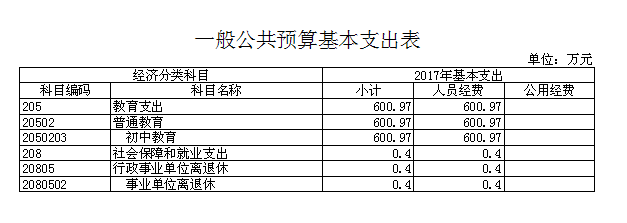 一般公共预算基本支出表
单位：万元
经济分类科目 2017年基本支出
科目编码 科目名称 小计 人员经费 公用经费
205 教育支出 600.97 600.97
20502 普通教育 600.97 600.97
2050203 初中教育 600.97 600.97
208 社会保障和就业支出 0.4 0.4
20805 行政事业单位离退休 0.4 0.4
2080502 事业单位离退休 0.4 0.4